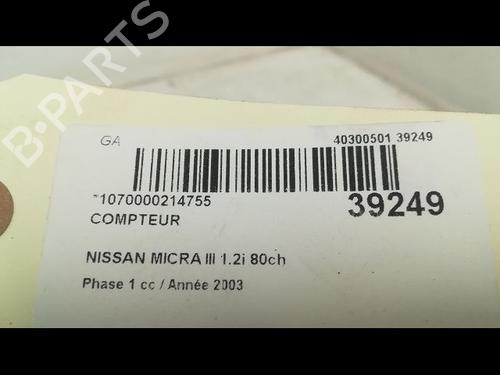 B-PARTS
GA
40300501 39249
*1070000214755
39249
COMPTEUR
NISSAN MICRA III 1.2i 80ch
Phase 1 cc / Année 2003